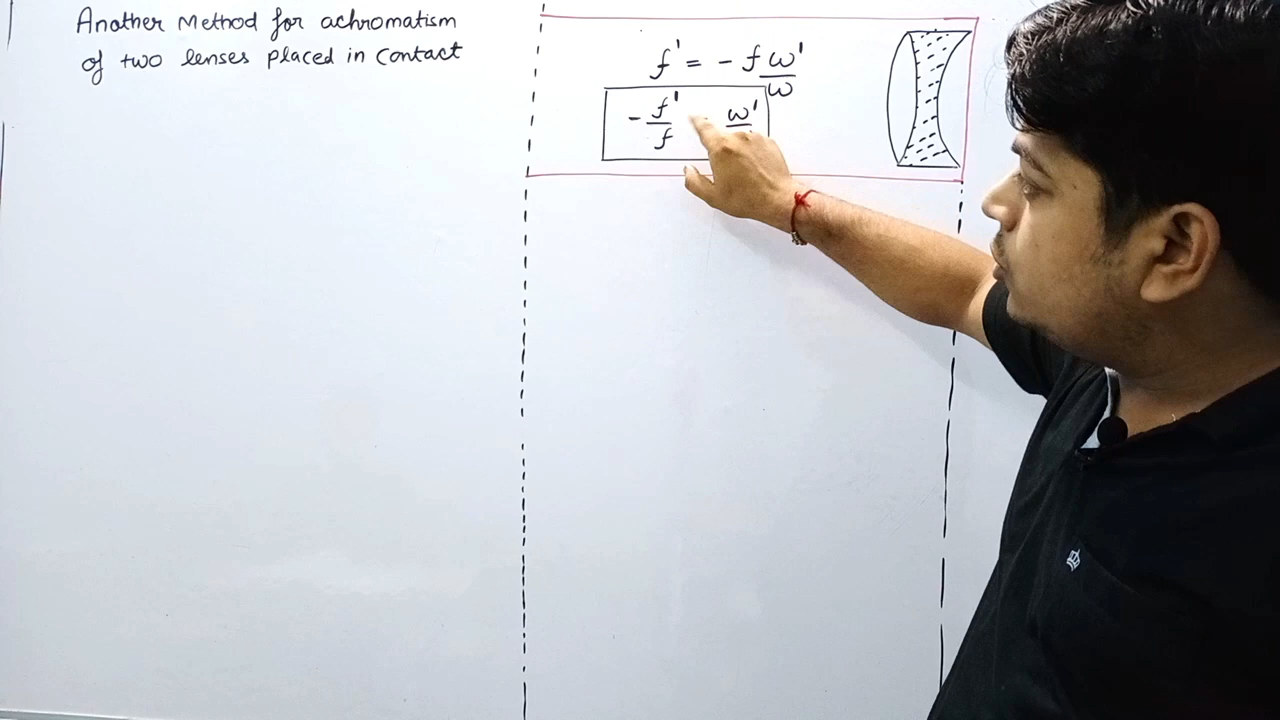 Another Method for achromatism
of two lenses placed in contact
f' = - f ω'/ω
- f'/f ω'